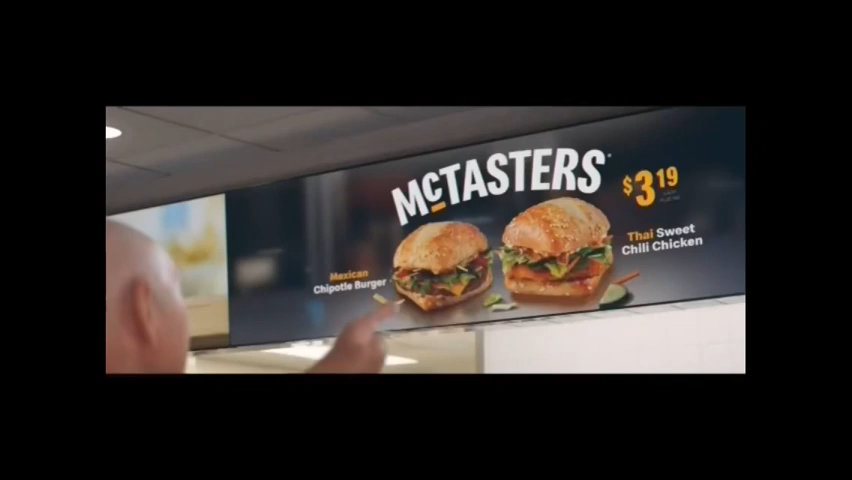 McTASTERS
$3 19
Mexican
Chipotle Burger
Thai Sweet
Chili Chicken